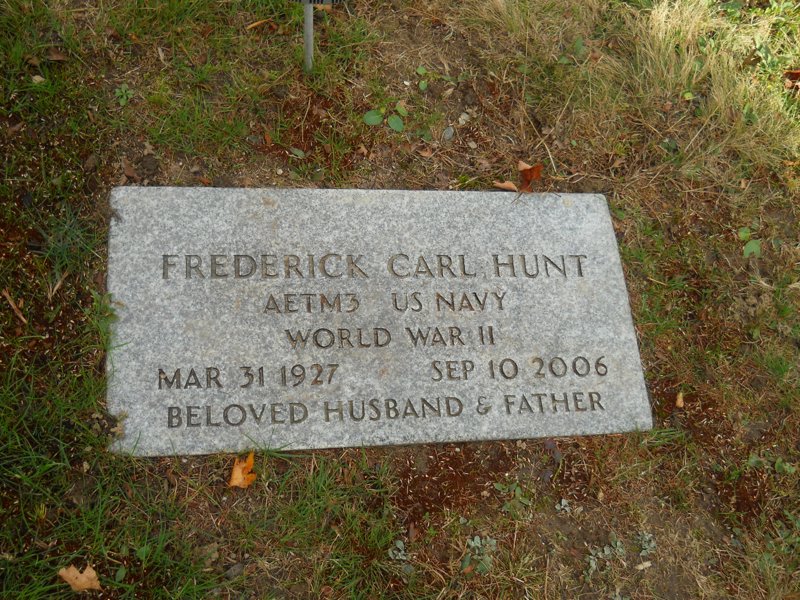 FREDERICK CARL HUNT
AETM3 US NAVY
WORLD WAR II
MAR 31 1927 SEP 10 2006
BELOVED HUSBAND & FATHER